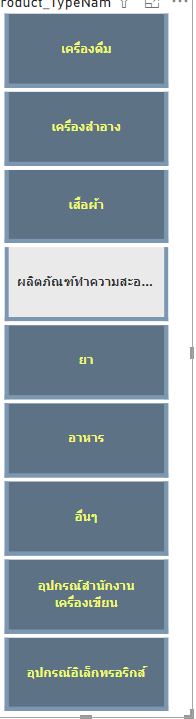 roduct_TypeNam
เครื่องดื่ม
เครื่องสำอาง
เสื้อผ้า
ผลิตภัณฑ์ทำความสะอ...
ยา
อาหาร
อื่นๆ
อุปกรณ์สำนักงาน
เครื่องเขียน
อุปกรณ์อิเล็กทรอริกส์